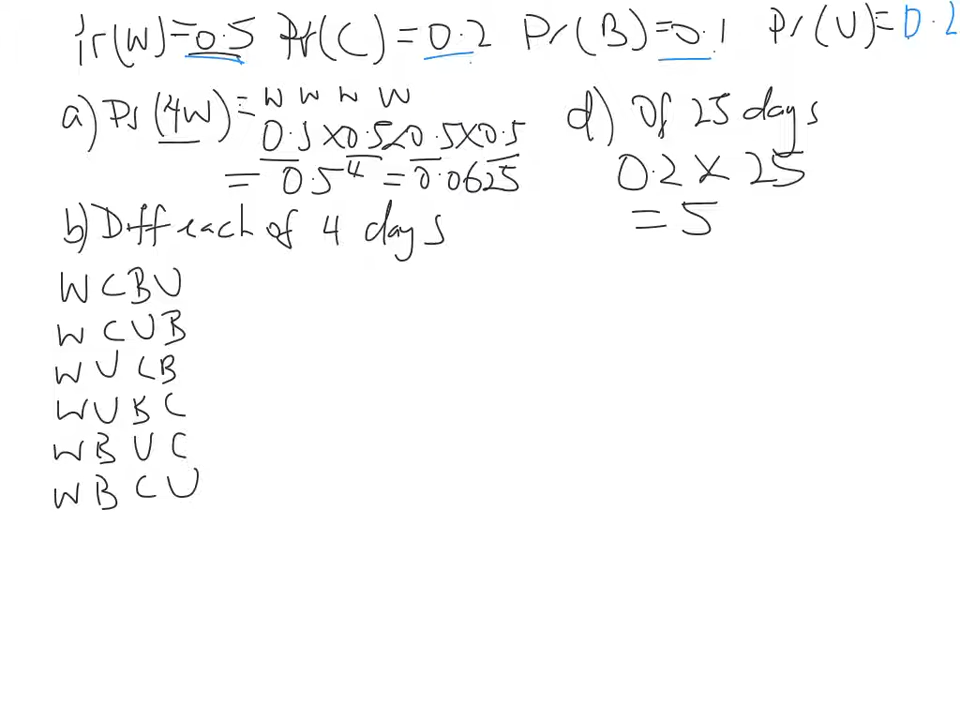 Pr(W)=0.5 Pr(C)=0.2 Pr(B)=0.1 Pr(U)=0.2
a) Ps(4W)= W W W W
0.5×0.5×0.5×0.5
= 0.5⁴ = 0.0625
b) Diff each of 4 days
W C B U
W C U B
W U C B
W U B C
W B U C
W B C U
d) Of 25 days
0.2 × 25
= 5